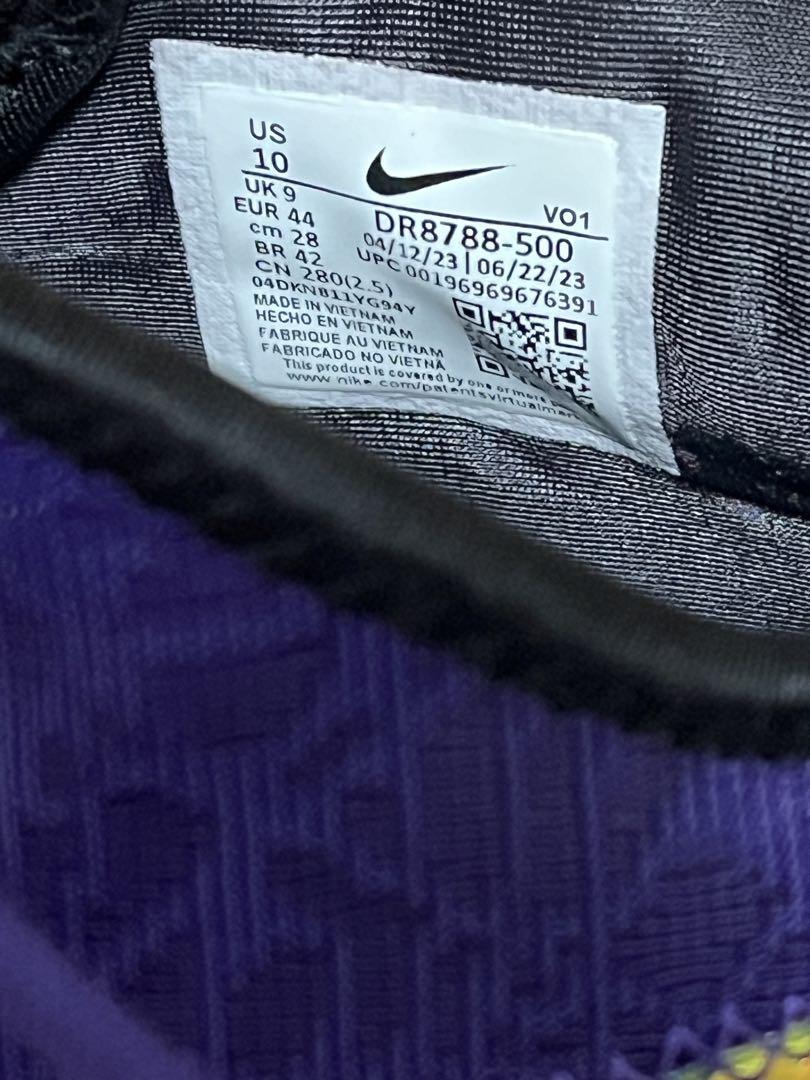 US
10
VO1
UK 9
EUR 44
cm 28
BR 42
CN 280(2.5)
DR8788-500
04/12/23 | 06/22/23
UPC 00196969676391
04DKN811YG94Y
MADE IN VIETNAM
HECHO EN VIETNAM
FABRIQUE AU VIETNAM
FABRICADO NO VIETNÃ
This product is covered by one or more
www.nike.com/patentsvirtualmar